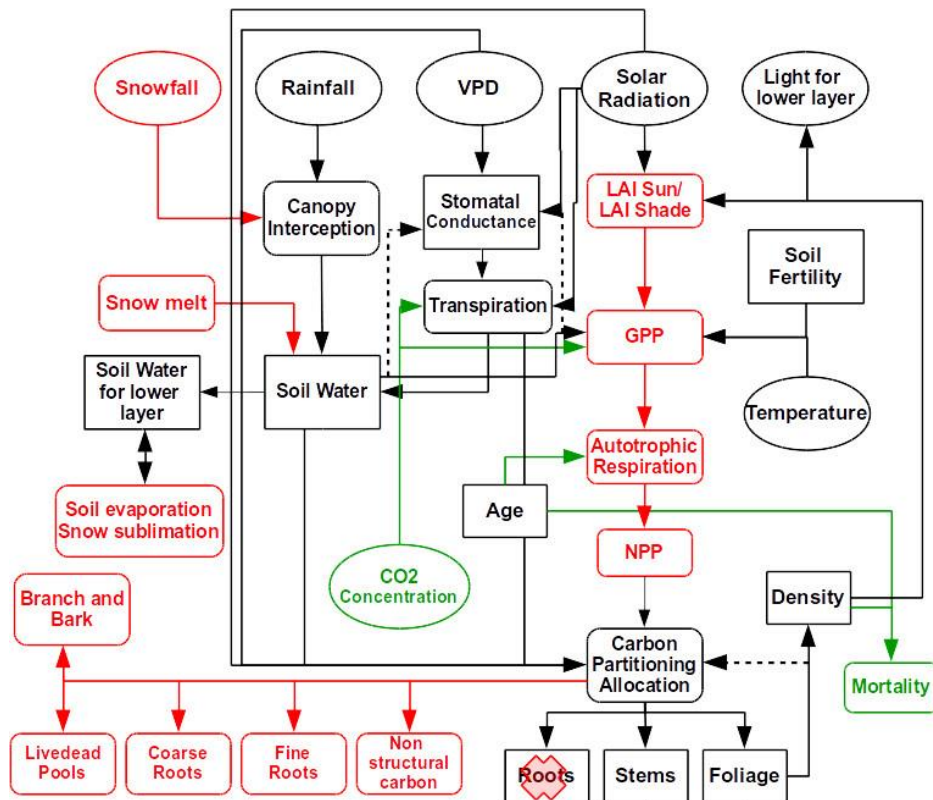 Snowfall
Rainfall
VPD
Solar
Radiation
Light for
lower layer
Canopy
Interception
Stomatal
Conductance
LAI Sun/
LAI Shade
Soil
Fertility
Snow melt
Transpiration
GPP
Soil Water
for lower
layer
Soil Water
Temperature
Autotrophic
Respiration
Soil evaporation
Snow sublimation
Age
NPP
CO2
Concentration
Branch and
Bark
Density
Carbon
Partitioning
Allocation
Mortality
Livedead
Pools
Coarse
Roots
Fine
Roots
Non
structural
carbon
Roots
Stems
Foliage